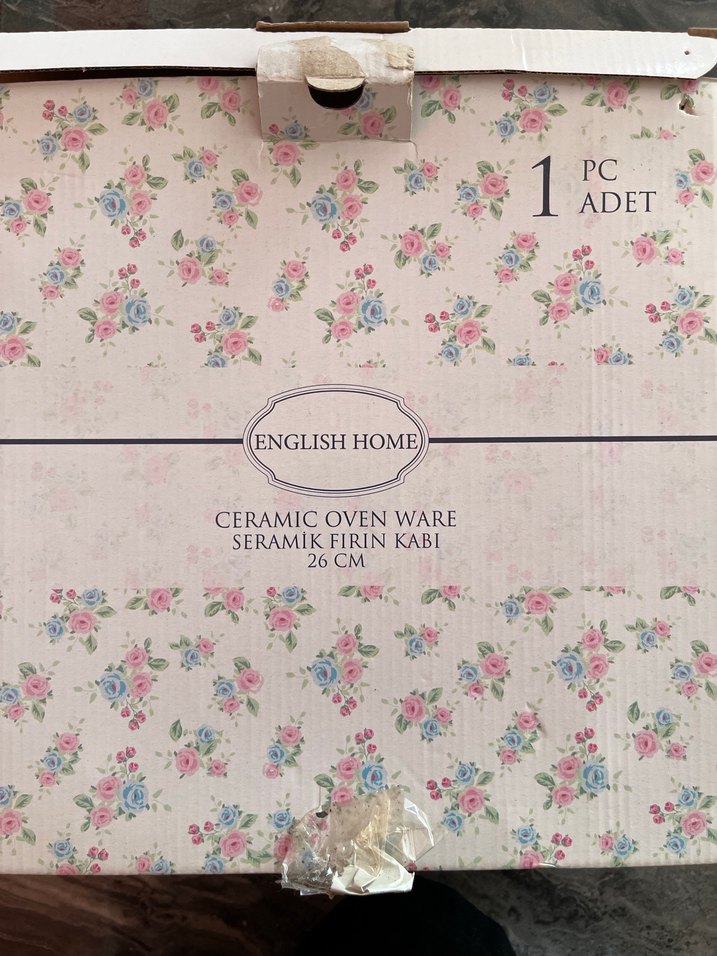 1 PC
ADET
ENGLISH HOME
CERAMIC OVEN WARE
SERAMİK FIRIN KABI
26 CM